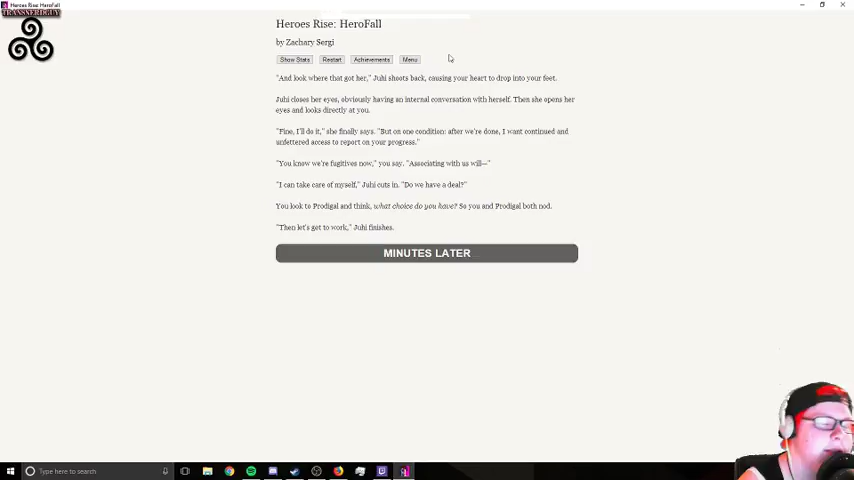 Heroes Rise: HeroFall
TRANSNERDGUY
Heroes Rise: HeroFall
by Zachary Sergi
Show Stats Restart Achievements Menu
"And look where that got her," Juhi shoots back, causing your heart to drop into your feet.
Juhi closes her eyes, obviously having an internal conversation with herself. Then she opens her
eyes and looks directly at you.
"Fine, I'll do it," she finally says. "But on one condition: after we're done, I want continued and
unfettered access to report on your progress."
"You know we're fugitives now," you say. "Associating with us will—"
"I can take care of myself," Juhi cuts in. "Do we have a deal?"
You look to Prodigal and think, what choice do you have? So you and Prodigal both nod.
"Then let's get to work," Juhi finishes.
MINUTES LATER
Type here to search